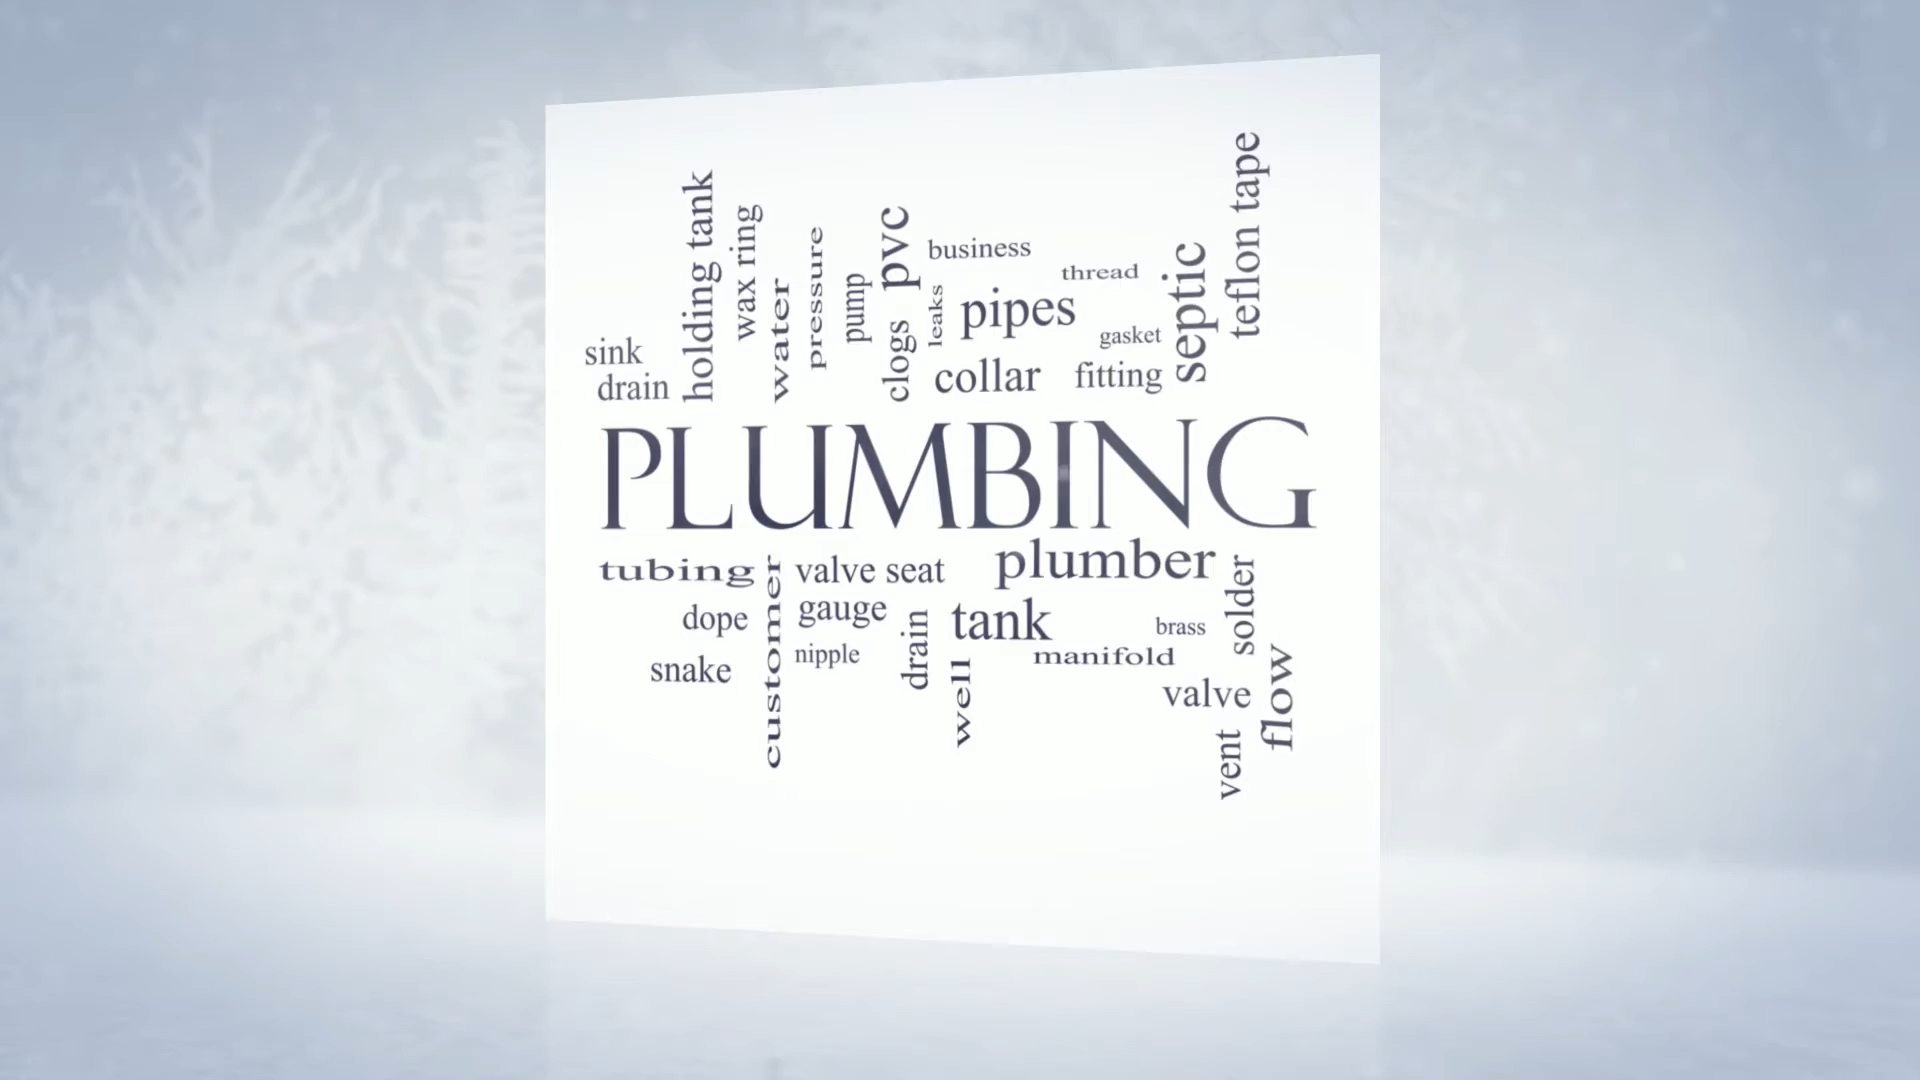 teflon tape
holding tank
wax ring
pvc
pressure
business
septic
thread
water
pump
leaks
pipes
clogs
gasket
sink
collar
fitting
drain
PLUMBING
tubing
customer
valve seat
plumber
solder
dope
gauge
drain
tank
brass
snake
nipple
well
manifold
flow
valve
vent